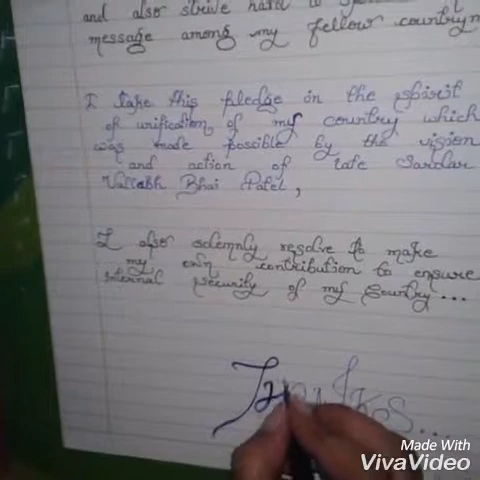 and also strive hard to
message among my fellow country
I take this pledge in the spirit
of unification of my country which
was made possible by the vision
and action of late Sardar
Vallabh Bhai Patel,
I also solemnly resolve to make
my own contribution to ensure
internal security of my country...
Made With
VivaVideo